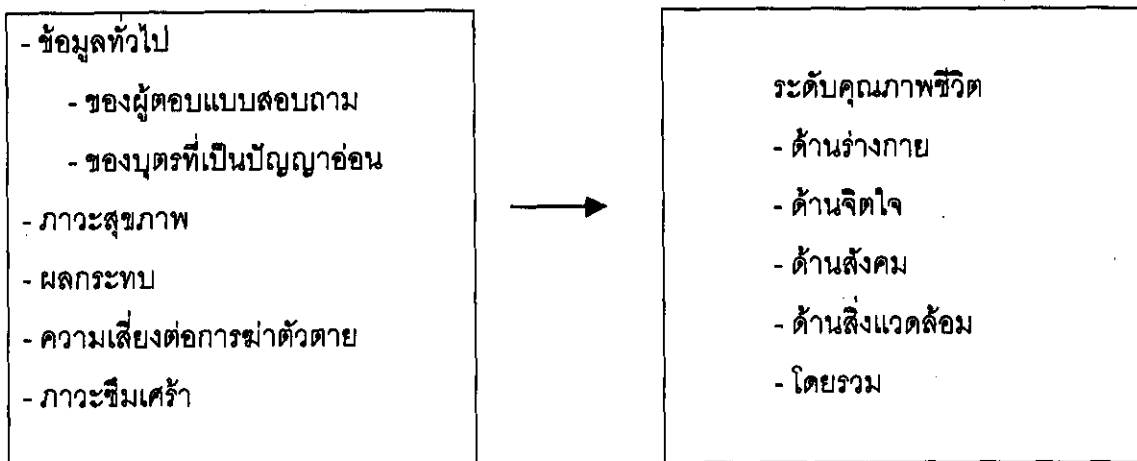 - ข้อมูลทั่วไป
- ของผู้ตอบแบบสอบถาม
- ของบุตรที่เป็นปัญญาอ่อน
- ภาวะสุขภาพ
- ผลกระทบ
- ความเสี่ยงต่อการฆ่าตัวตาย
- ภาวะซึมเศร้า
ระดับคุณภาพชีวิต
- ด้านร่างกาย
- ด้านจิตใจ
- ด้านสังคม
- ด้านสิ่งแวดล้อม
- โดยรวม